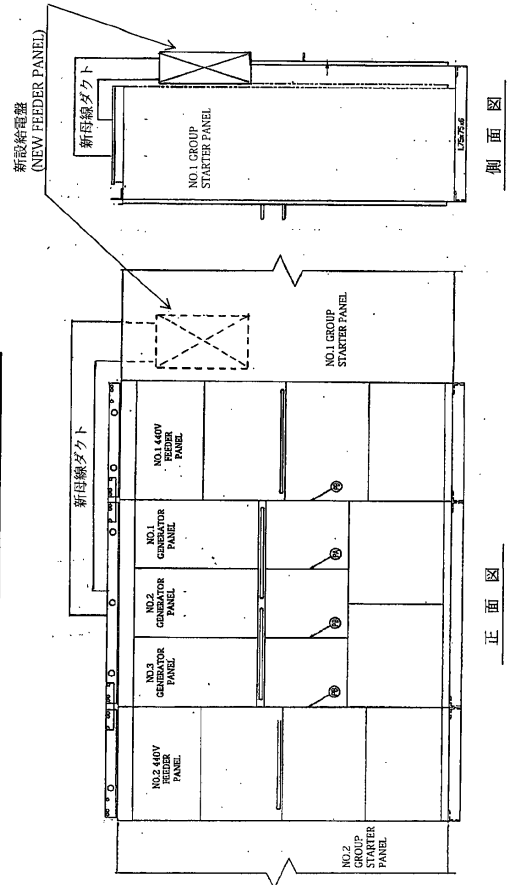 新設給電盤
(NEW FEEDER PANEL)
新母線ダクト
NO.1 GROUP
STARTER PANEL
L75x75x6
側 面 図
新母線ダクト
NO.2
GROUP
STARTER
PANEL
NO.2 440V
FEEDER
PANEL
NO.3
GENERATOR
PANEL
NO.2
GENERATOR
PANEL
NO.1
GENERATOR
PANEL
NO.1 440V
FEEDER
PANEL
NO.1 GROUP
STARTER PANEL
正 面 図